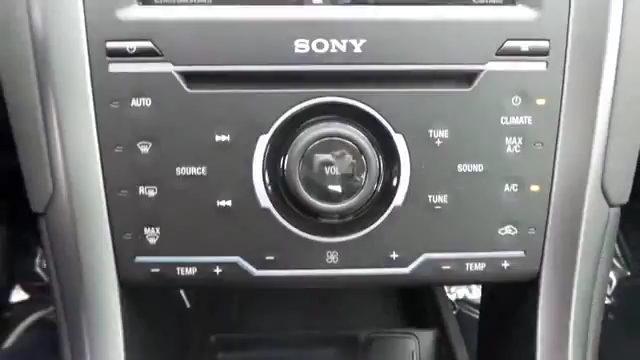 SONY
AUTO
CLIMATE
TUNE
+
MAX
A/C
SOURCE
VOL
SOUND
R
A/C
TUNE
-
MAX
- TEMP +
- +
- TEMP +